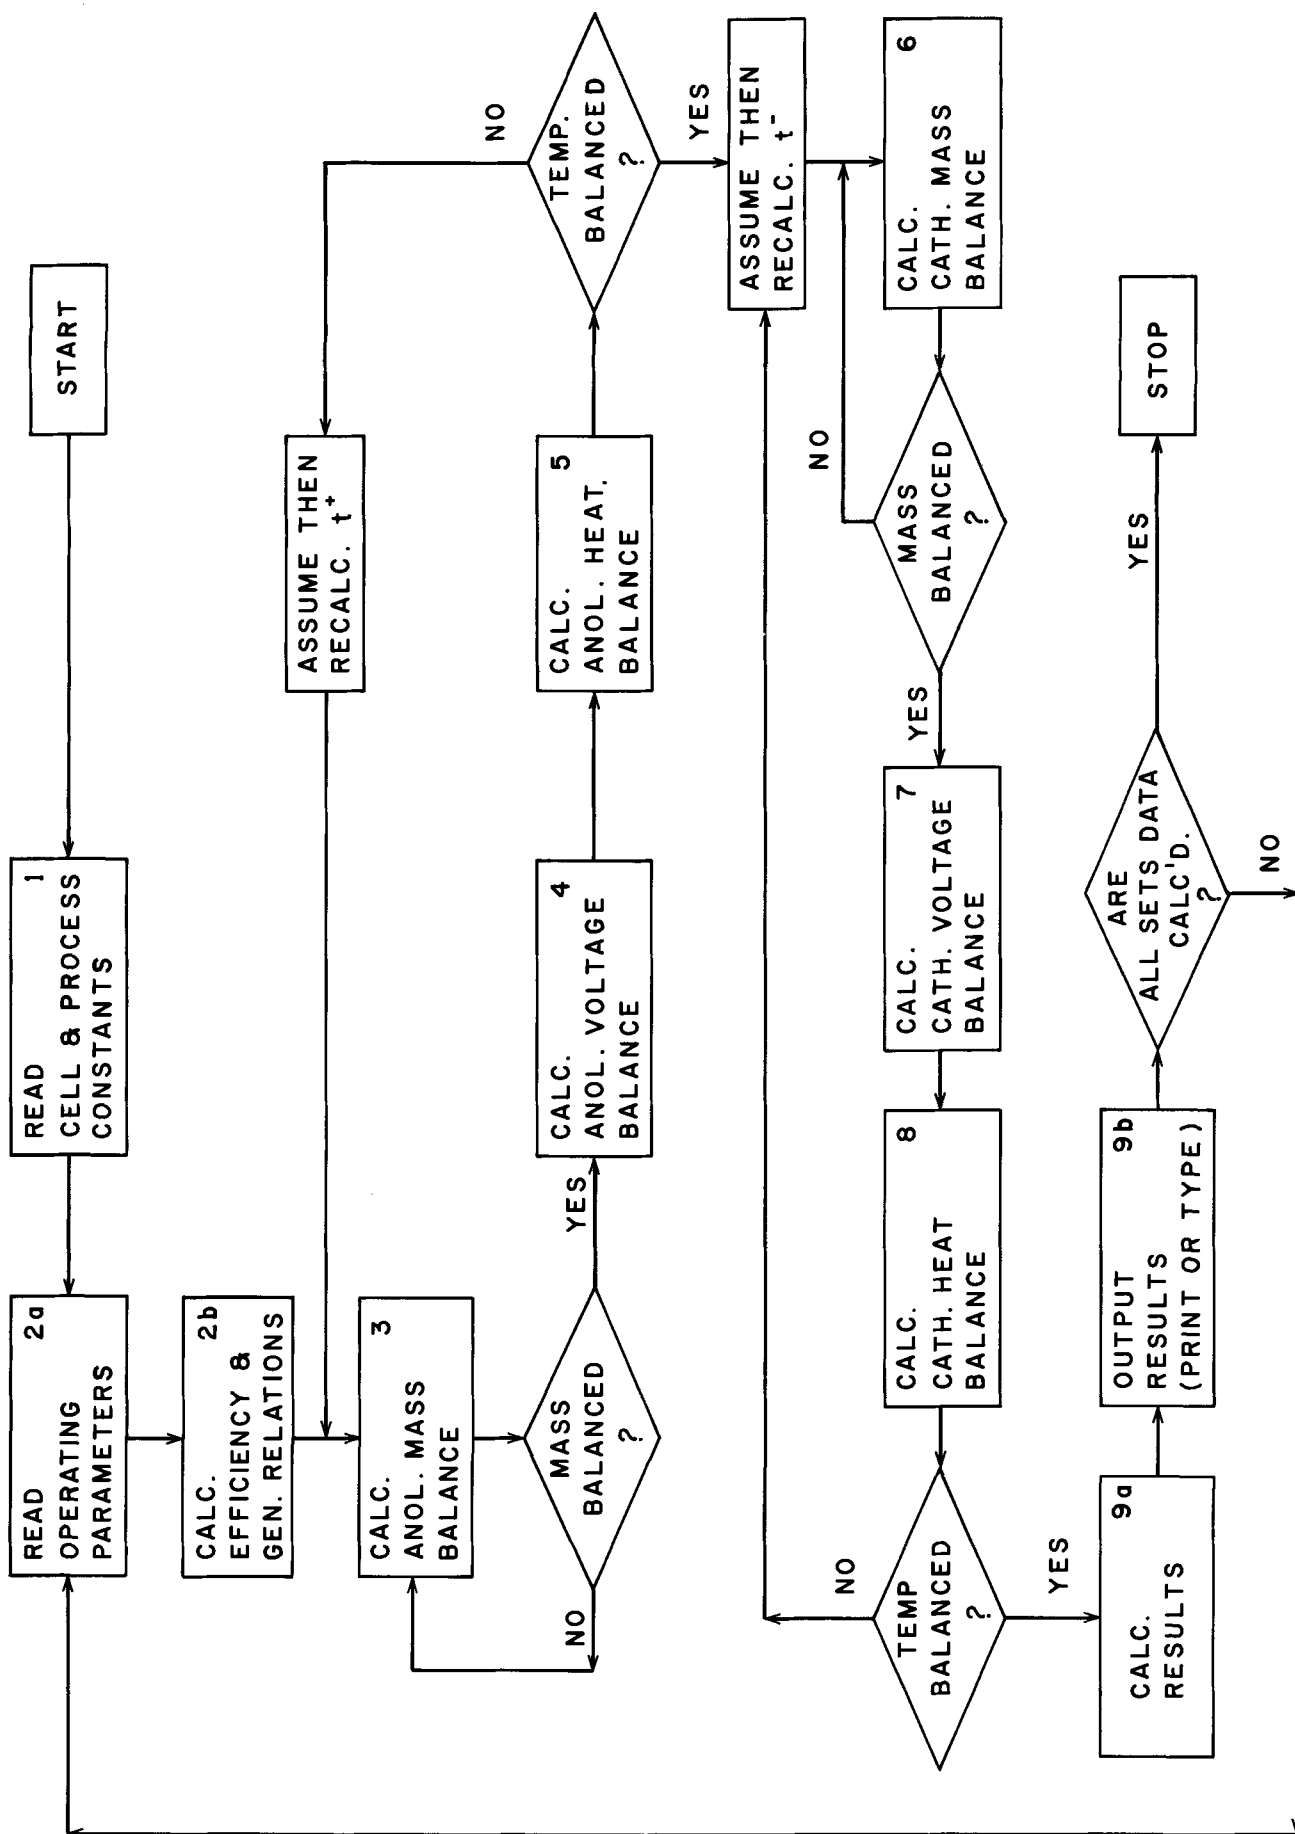 START
READ 1
CELL & PROCESS
CONSTANTS
READ 2a
OPERATING
PARAMETERS
CALC. 2b
EFFICIENCY &
GEN. RELATIONS
ASSUME THEN
RECALC. t⁺
CALC. 3
ANOL. MASS
BALANCE
MASS
BALANCED
?
NO
YES
CALC. 4
ANOL. VOLTAGE
BALANCE
CALC. 5
ANOL. HEAT.
BALANCE
TEMP.
BALANCED
?
NO
YES
ASSUME THEN
RECALC. t⁻
CALC. 6
CATH. MASS
BALANCE
MASS
BALANCED
?
NO
YES
CALC. 7
CATH. VOLTAGE
BALANCE
CALC. 8
CATH. HEAT
BALANCE
TEMP
BALANCED
?
NO
YES
CALC. 9a
RESULTS
OUTPUT 9b
RESULTS
(PRINT OR TYPE)
ARE
ALL SETS DATA
CALC'D.
?
YES
NO
STOP